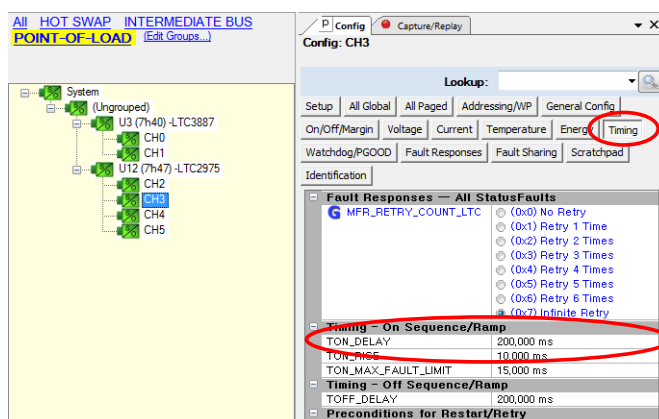 All HOT SWAP INTERMEDIATE BUS
POINT-OF-LOAD (Edit Groups...)
System
(Ungrouped)
U3 (7h40) -LTC3887
CH0
CH1
U12 (7h47) -LTC2975
CH2
CH3
CH4
CH5
P Config Capture/Replay
Config: CH3
Lookup:
Setup All Global All Paged Addressing/WP General Config
On/Off/Margin Voltage Current Temperature Energy Timing
Watchdog/PGOOD Fault Responses Fault Sharing Scratchpad
Identification
Fault Responses — All StatusFaults
G MFR_RETRY_COUNT_LTC (0x0) No Retry
(0x1) Retry 1 Time
(0x2) Retry 2 Times
(0x3) Retry 3 Times
(0x4) Retry 4 Times
(0x5) Retry 5 Times
(0x6) Retry 6 Times
(0x7) Infinite Retry
Timing - On Sequence/Ramp
TON_DELAY 200,000 ms
TON_RISE 10,000 ms
TON_MAX_FAULT_LIMIT 15,000 ms
Timing - Off Sequence/Ramp
TOFF_DELAY 200,000 ms
Preconditions for Restart/Retry